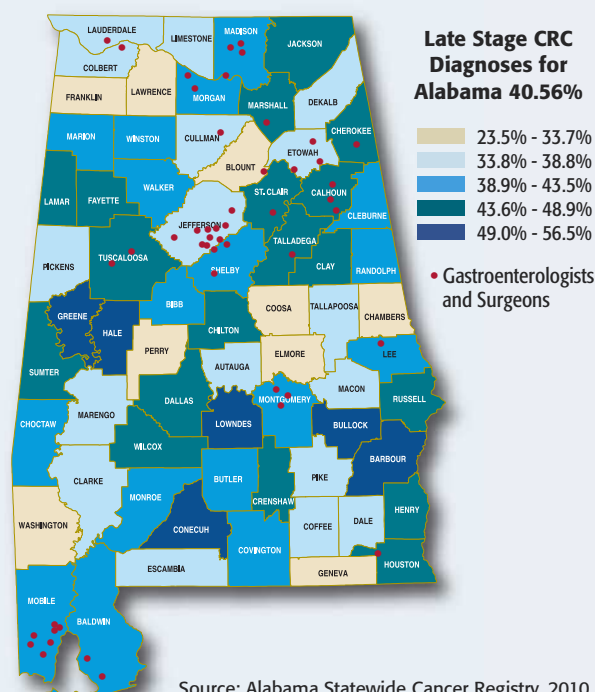 Late Stage CRC
Diagnoses for
Alabama 40.56%
23.5% - 33.7%
33.8% - 38.8%
38.9% - 43.5%
43.6% - 48.9%
49.0% - 56.5%
• Gastroenterologists
and Surgeons
LAUDERDALE
LIMESTONE
MADISON
JACKSON
COLBERT
FRANKLIN
LAWRENCE
MORGAN
MARSHALL
DEKALB
MARION
WINSTON
CULLMAN
BLOUNT
ETOWAH
CHEROKEE
LAMAR
FAYETTE
WALKER
JEFFERSON
ST. CLAIR
CALHOUN
CLEBURNE
PICKENS
TUSCALOOSA
SHELBY
TALLADEGA
CLAY
RANDOLPH
GREENE
HALE
BIBB
CHILTON
COOSA
TALLAPOOSA
CHAMBERS
SUMTER
PERRY
AUTAUGA
ELMORE
LEE
MARENGO
DALLAS
LOWNDES
MONTGOMERY
MACON
RUSSELL
CHOCTAW
WILCOX
BULLOCK
BARBOUR
CLARKE
MONROE
BUTLER
CRENSHAW
PIKE
WASHINGTON
CONECUH
COVINGTON
COFFEE
DALE
HENRY
ESCAMBIA
GENEVA
HOUSTON
MOBILE
BALDWIN
Source: Alabama Statewide Cancer Registry, 2010